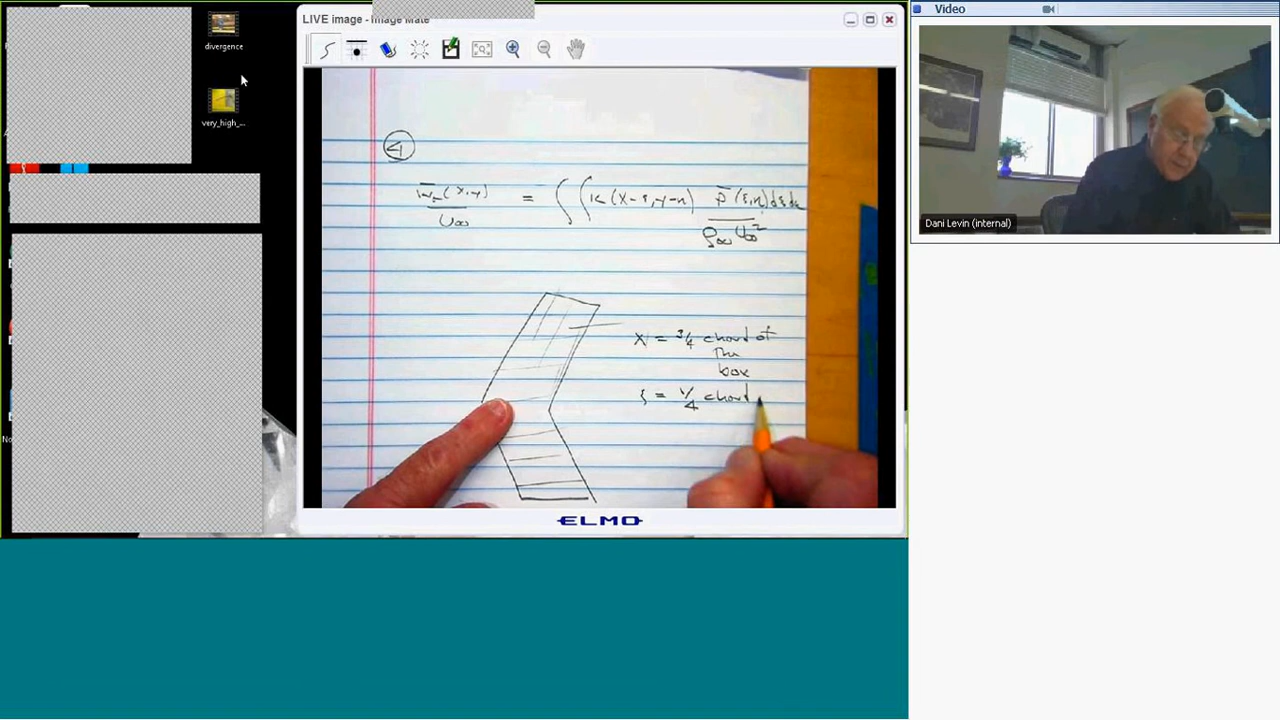 divergence
very_high_...
LIVE image - Image Mate
Video
Dani Levin (internal)
4
w̄(x,y) / U∞ = ∫∫ K(x-ξ, y-η) p̄(ξ,η)dξdη / ρ∞ U∞²
X = 3/4 chord of
the
box
ξ = 1/4 chord
ELMO